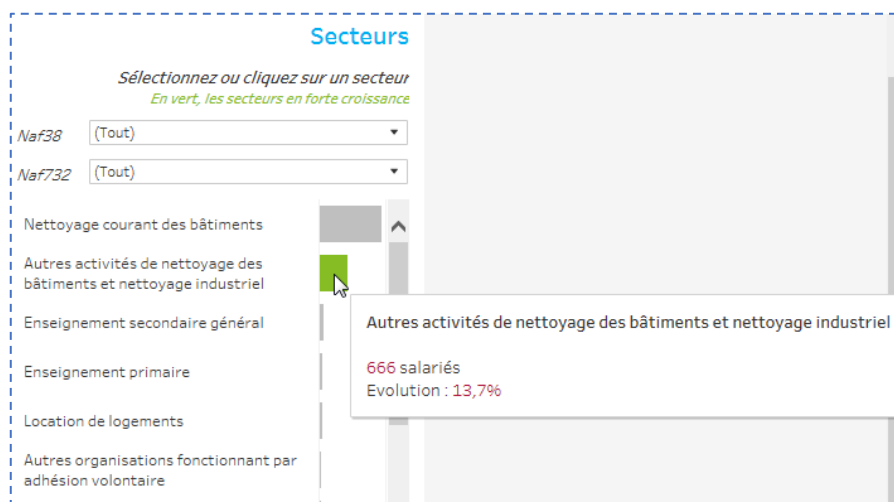 Secteurs
Sélectionnez ou cliquez sur un secteur
En vert, les secteurs en forte croissance
Naf38 (Tout)
Naf732 (Tout)
Nettoyage courant des bâtiments
Autres activités de nettoyage des
bâtiments et nettoyage industriel
Enseignement secondaire général
Autres activités de nettoyage des bâtiments et nettoyage industriel
666 salariés
Evolution : 13,7%
Enseignement primaire
Location de logements
Autres organisations fonctionnant par
adhésion volontaire